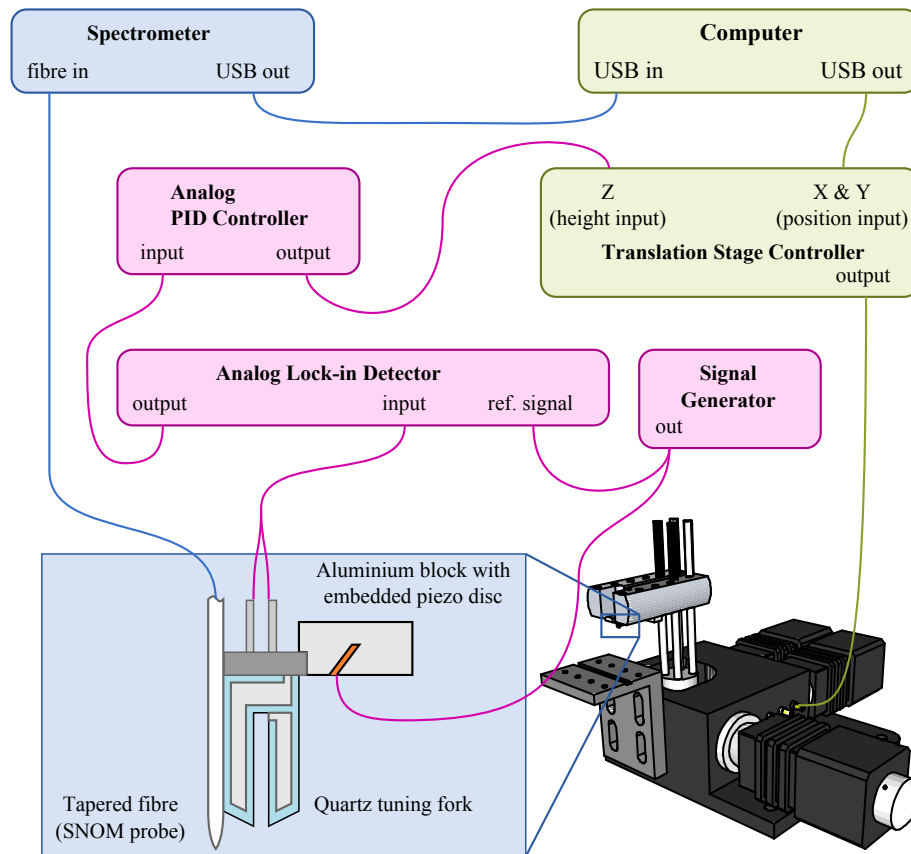 Spectrometer
fibre in USB out
Computer
USB in USB out
Analog
PID Controller
input output
Z X & Y
(height input) (position input)
Translation Stage Controller
output
Analog Lock-in Detector
output input ref. signal
Signal
Generator
out
Aluminium block with
embedded piezo disc
Tapered fibre
(SNOM probe)
Quartz tuning fork